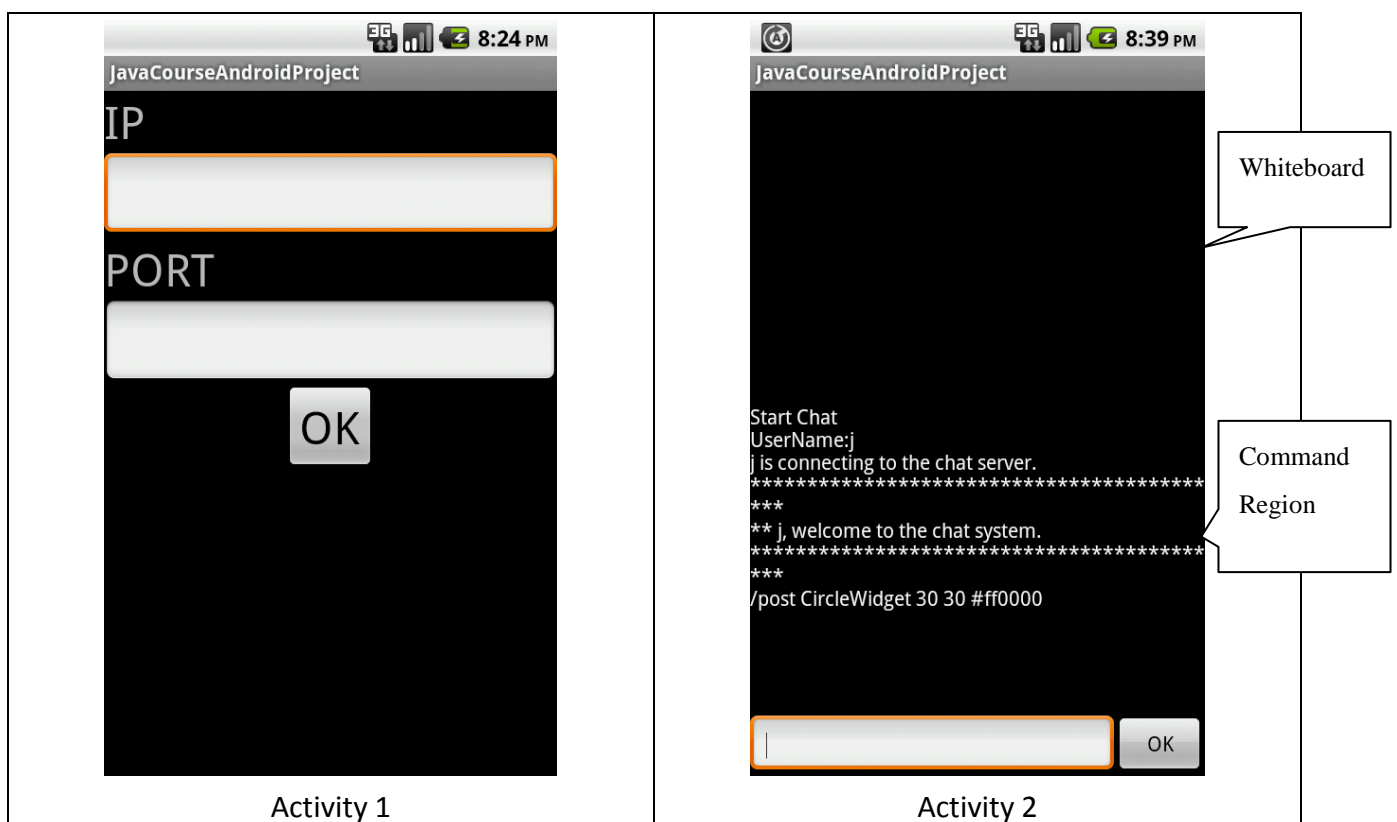 3G 8:24 PM
JavaCourseAndroidProject
IP
PORT
OK
Activity 1
3G 8:39 PM
JavaCourseAndroidProject
Start Chat
UserName:j
j is connecting to the chat server.
****************************************
***
** j, welcome to the chat system.
****************************************
***
/post CircleWidget 30 30 #ff0000
OK
Activity 2
Whiteboard
Command
Region